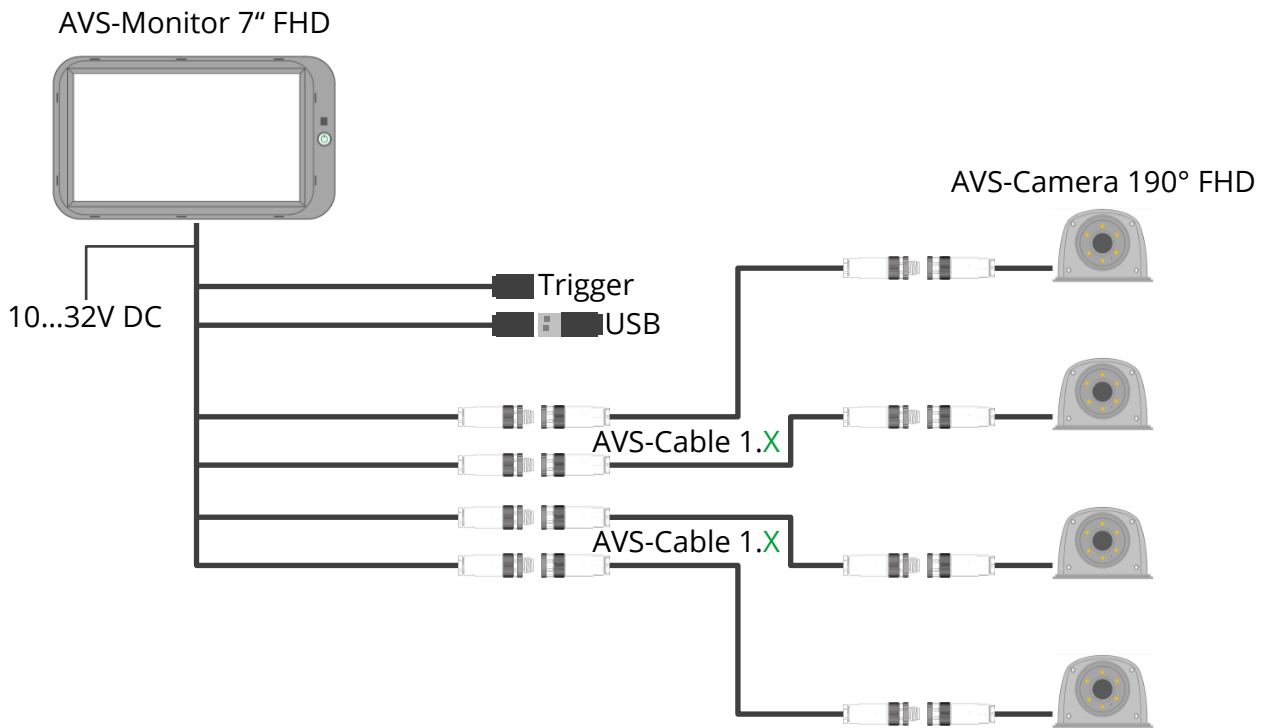 AVS-Monitor 7“ FHD
AVS-Camera 190° FHD
Trigger
10...32V DC
USB
AVS-Cable 1.X
AVS-Cable 1.X